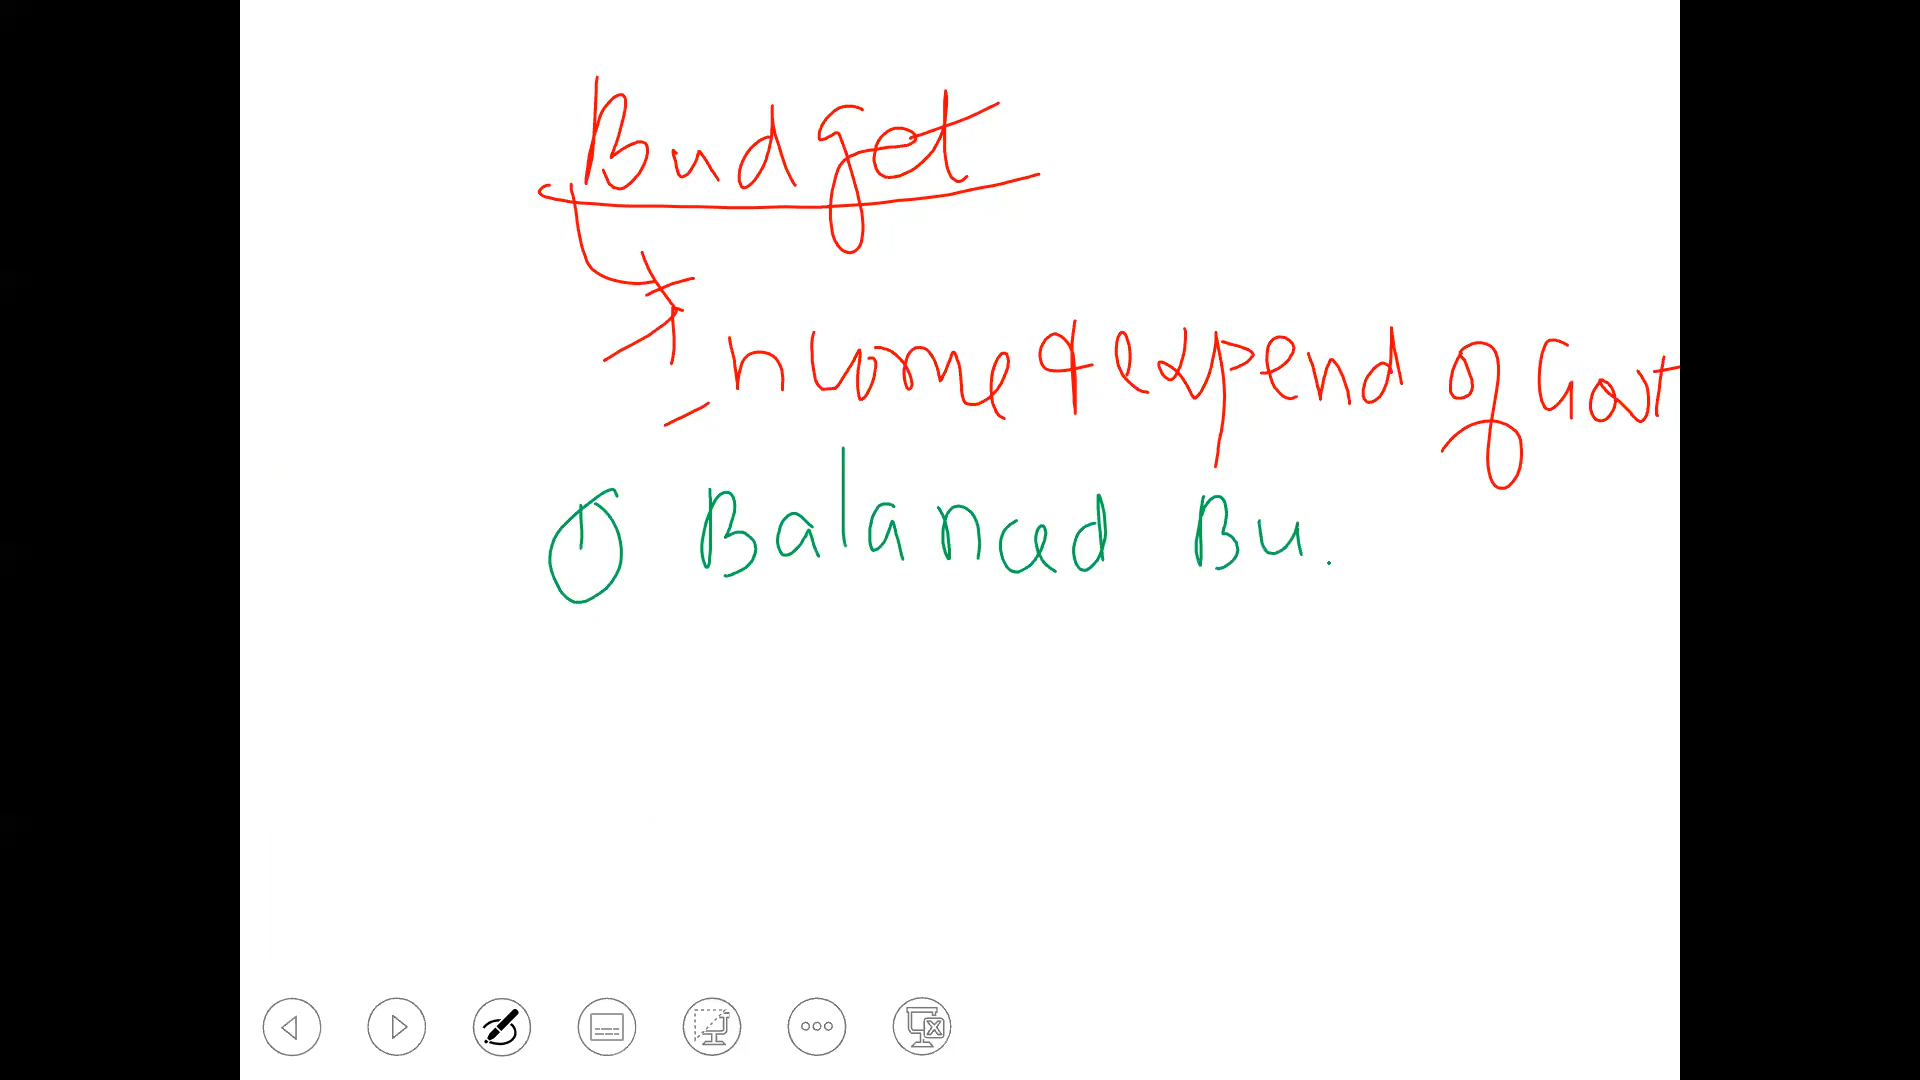 Budget
Income & expend of Govt
① Balanced Bu.